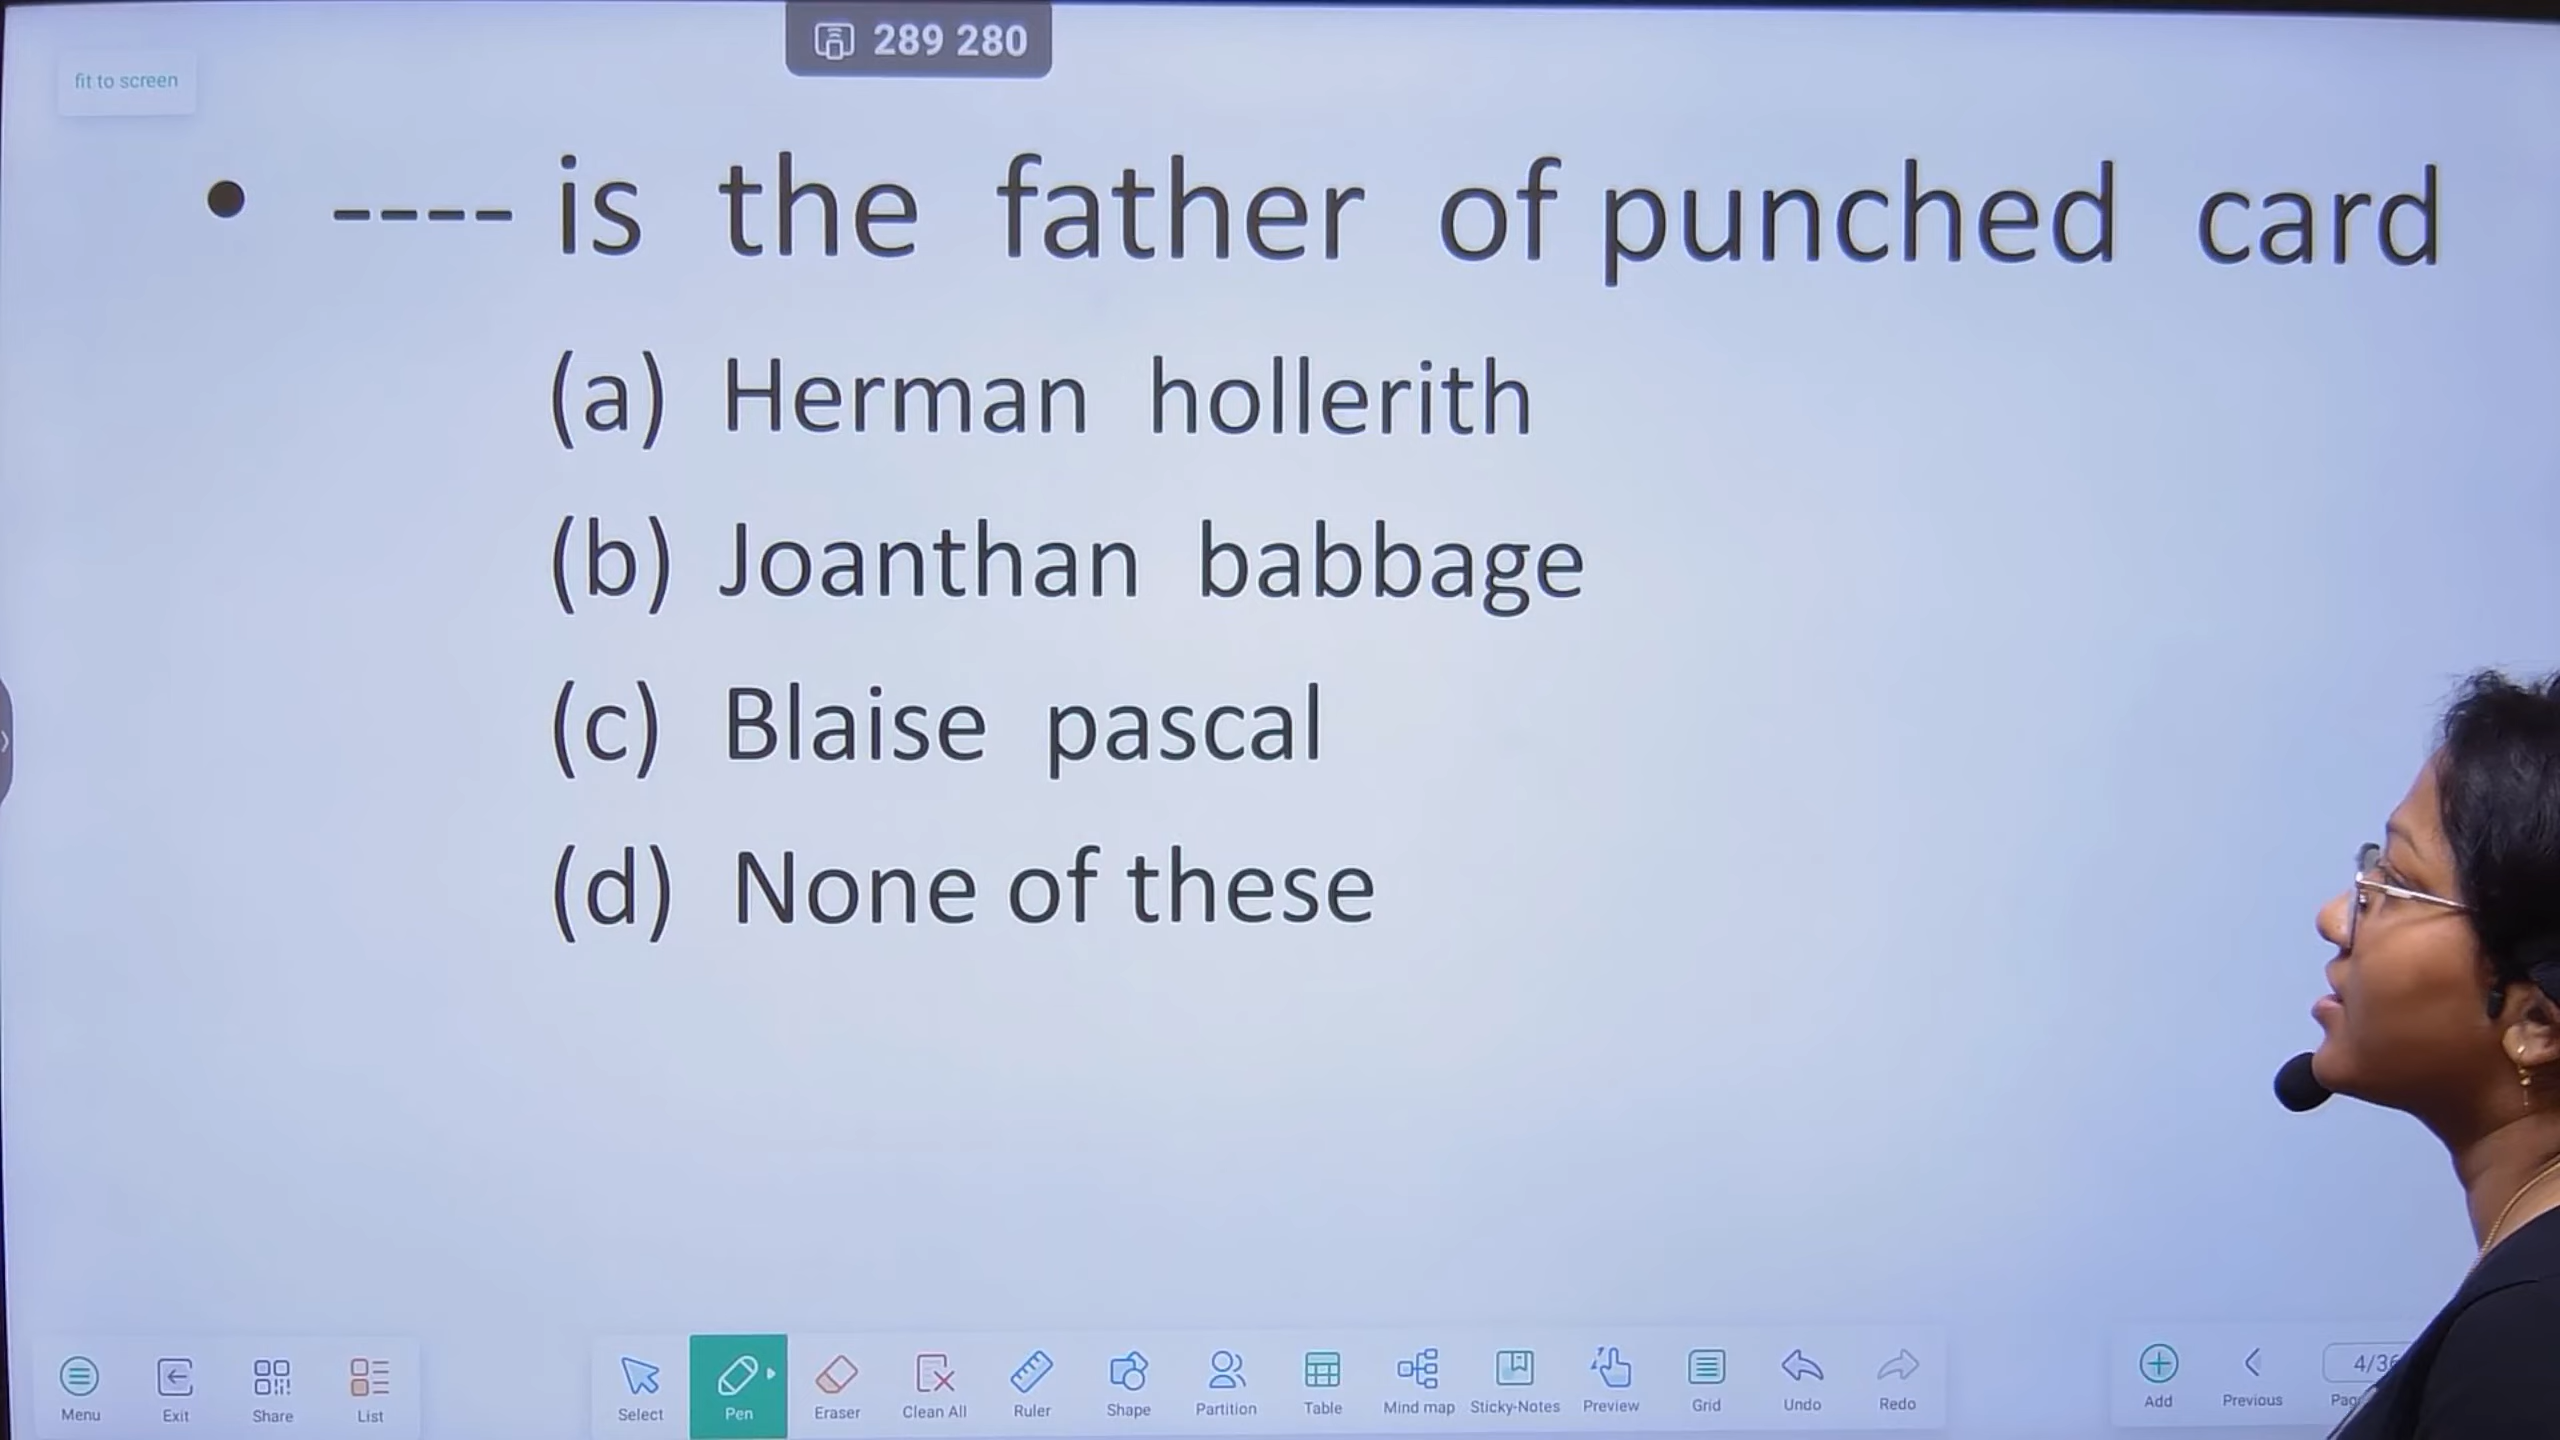 289 280
fit to screen
• ---- is the father of punched card
(a) Herman hollerith
(b) Joanthan babbage
(c) Blaise pascal
(d) None of these
Menu Exit Share List Select Pen Eraser Clean All Ruler Shape Partition Table Mind map Sticky-Notes Preview Grid Undo Redo Add Previous